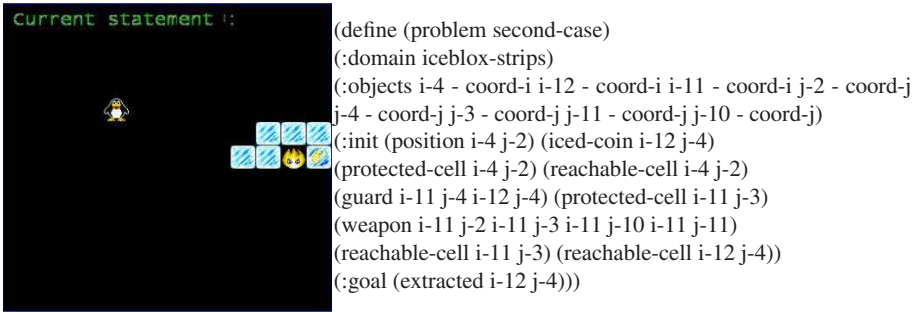 Current statement :
(define (problem second-case)
(:domain iceblox-strips)
(:objects i-4 - coord-i i-12 - coord-i i-11 - coord-i j-2 - coord-j
j-4 - coord-j j-3 - coord-j j-11 - coord-j j-10 - coord-j)
(:init (position i-4 j-2) (iced-coin i-12 j-4)
(protected-cell i-4 j-2) (reachable-cell i-4 j-2)
(guard i-11 j-4 i-12 j-4) (protected-cell i-11 j-3)
(weapon i-11 j-2 i-11 j-3 i-11 j-10 i-11 j-11)
(reachable-cell i-11 j-3) (reachable-cell i-12 j-4))
(:goal (extracted i-12 j-4)))